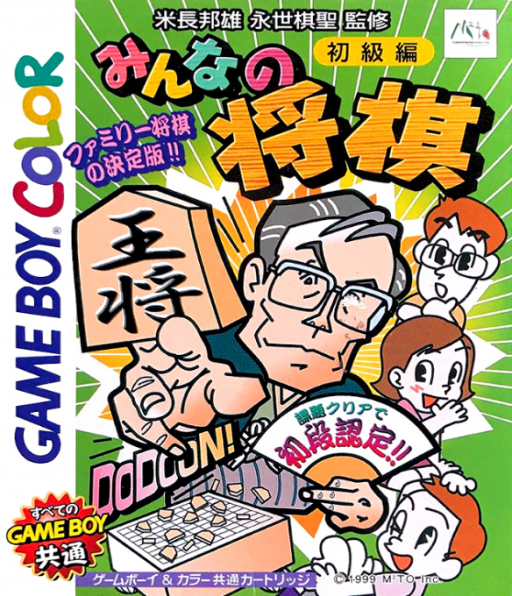 米長邦雄 永世棋聖 監修
みんなの
初級編
将棋
ファミリー将棋
の決定版!!
GAME BOY COLOR
王将
課題クリアで
初段認定!!
DODOON!
すべての
GAME BOY
共通
ゲームボーイ&カラー共通カートリッジ
©1999 MITO Inc.